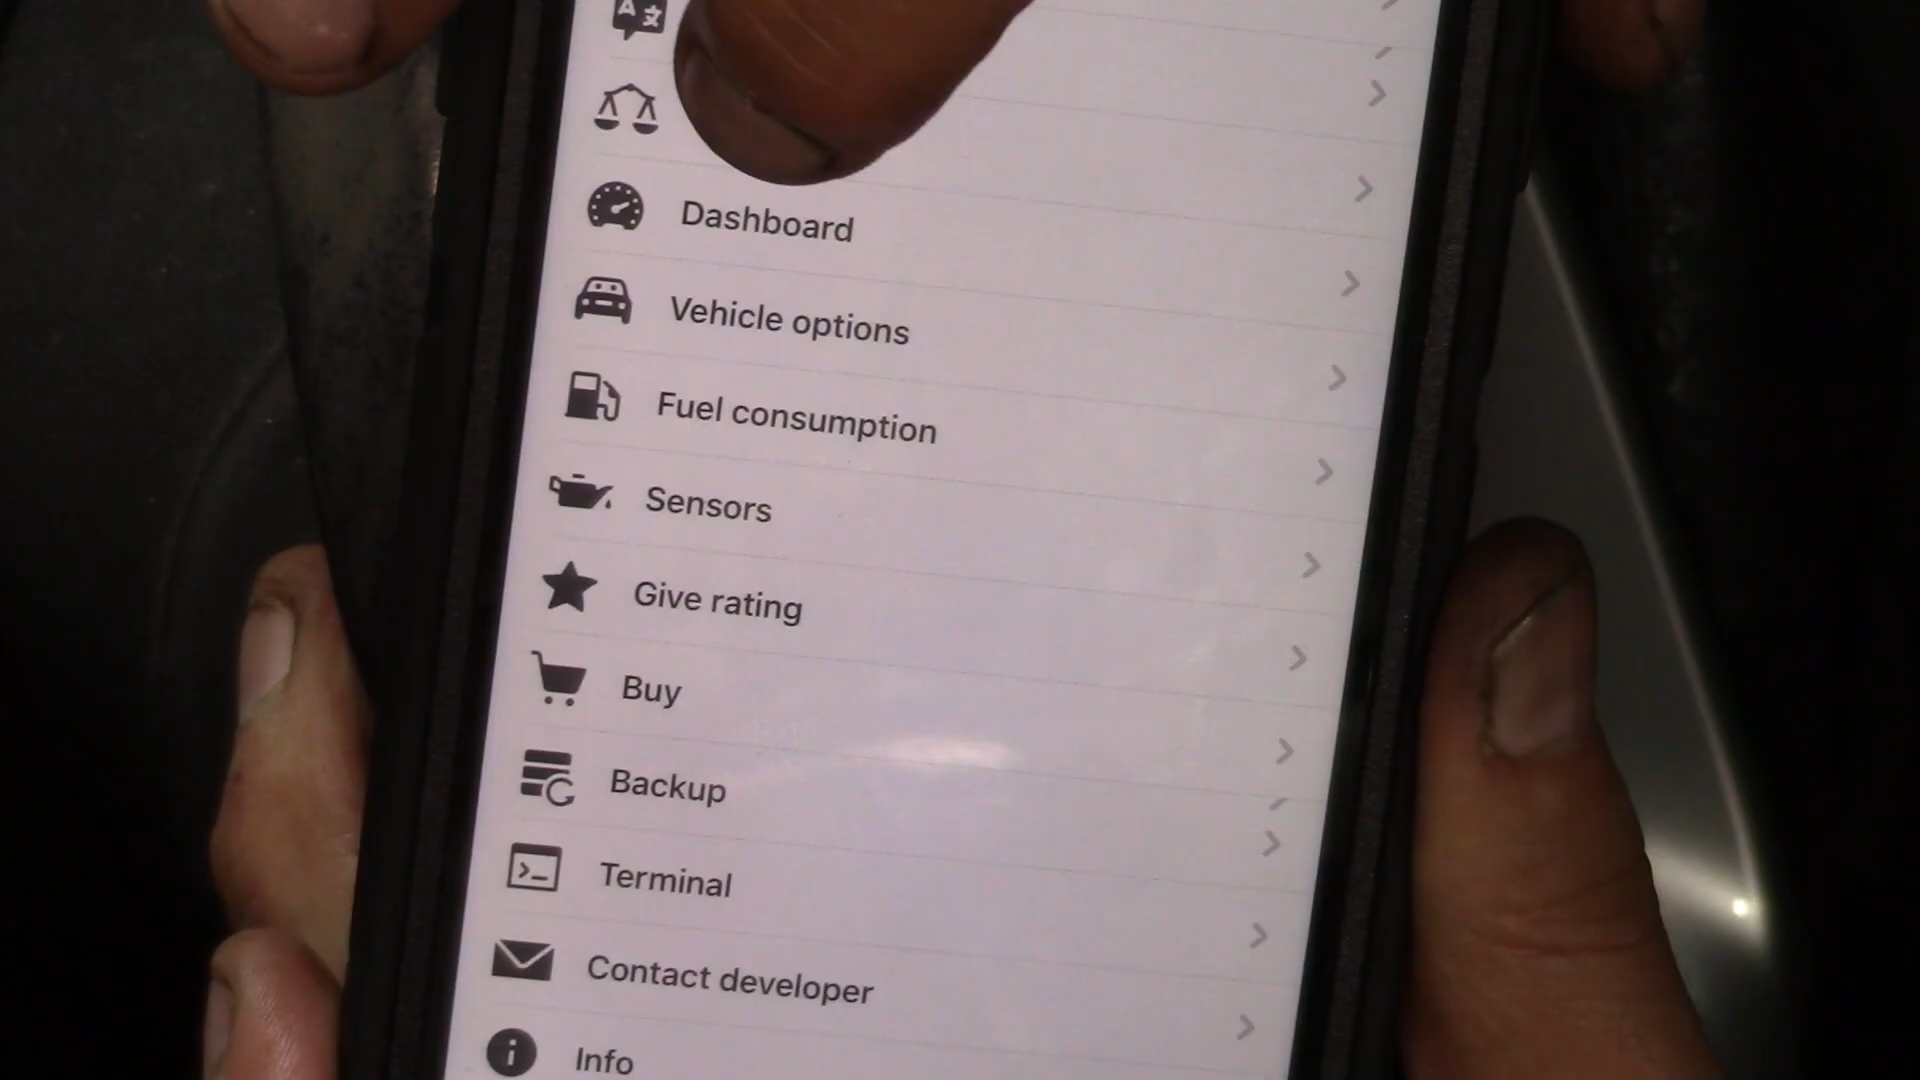 Dashboard
Vehicle options
Fuel consumption
Sensors
Give rating
Buy
Backup
Terminal
Contact developer
Info